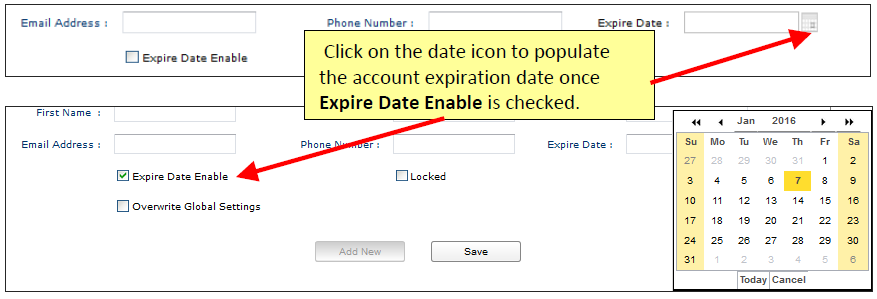 Email Address :
Phone Number :
Expire Date :
Expire Date Enable
Click on the date icon to populate
the account expiration date once
Expire Date Enable is checked.
First Name :
Email Address :
Phone Number :
Expire Date :
Expire Date Enable
Locked
Overwrite Global Settings
Add New
Save
Jan 2016
Su Mo Tu We Th Fr Sa
27 28 29 30 31 1 2
3 4 5 6 7 8 9
10 11 12 13 14 15 16
17 18 19 20 21 22 23
24 25 26 27 28 29 30
31 1 2 3 4 5 6
Today Cancel